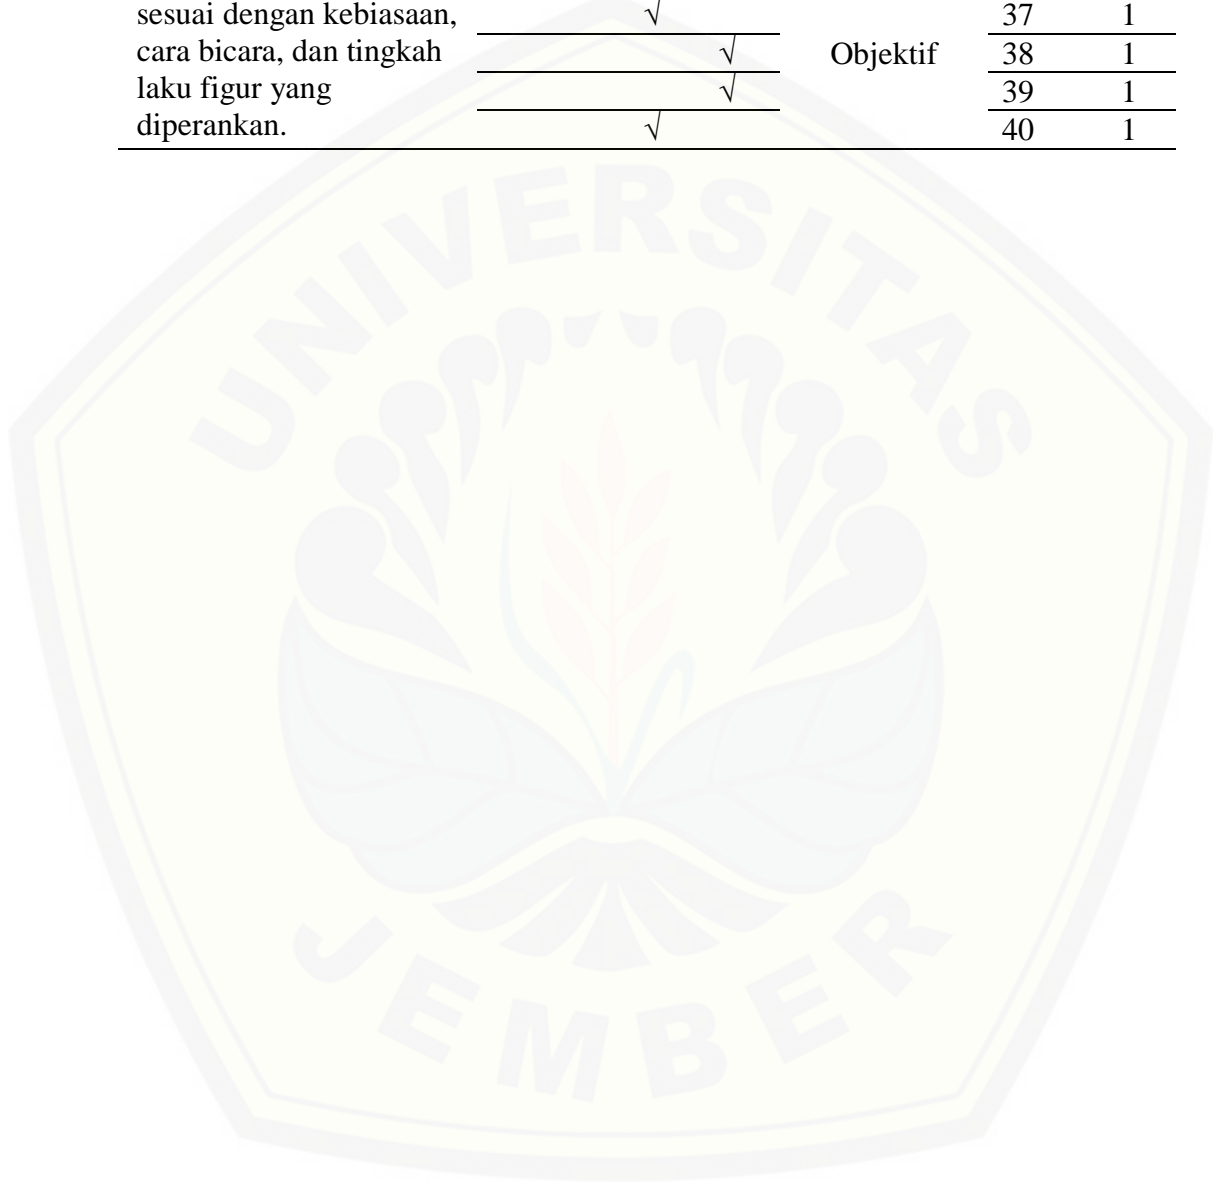 sesuai dengan kebiasaan, √ 37 1
cara bicara, dan tingkah √ Objektif 38 1
laku figur yang √ 39 1
diperankan. √ 40 1
UNIVERSITAS
JEMBER